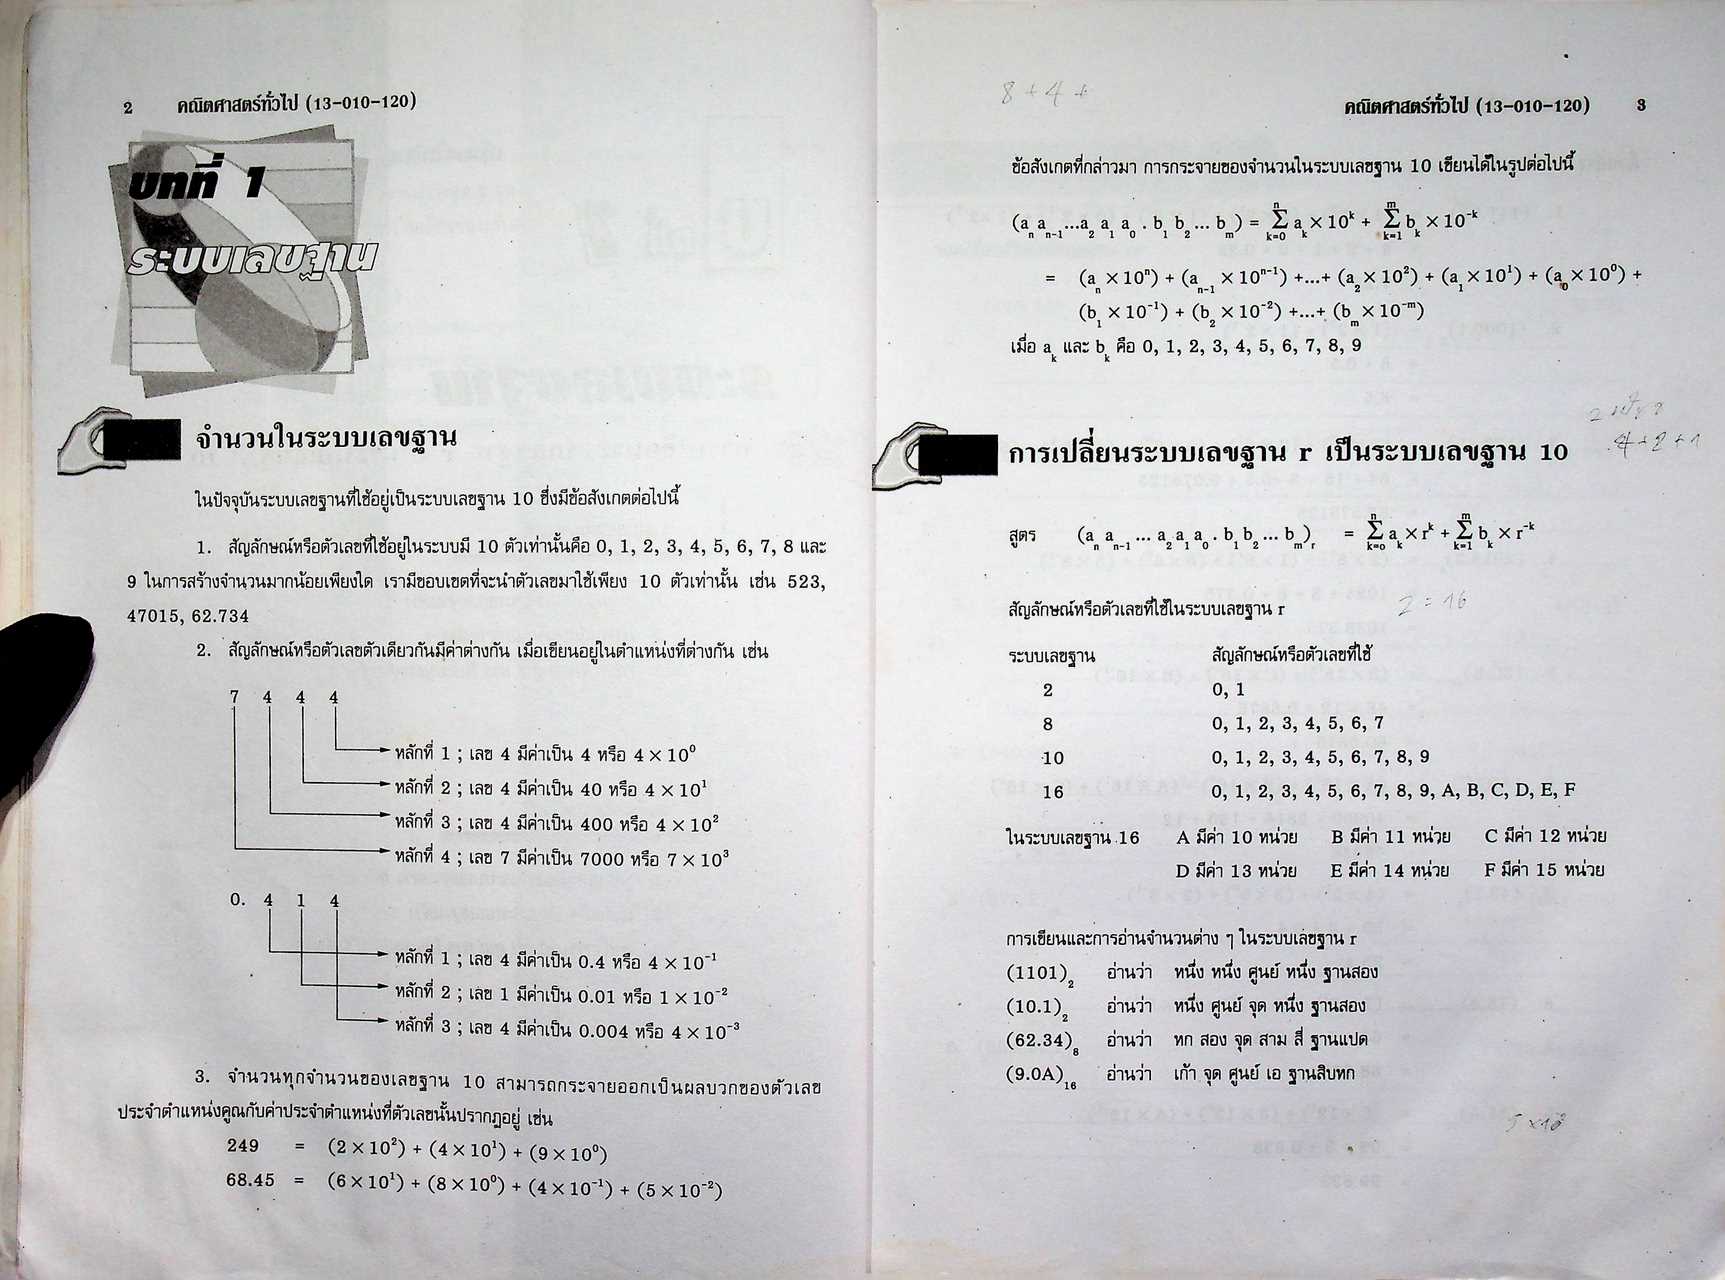 2 คณิตศาสตร์ทั่วไป (13-010-120)
บทที่ 1
ระบบเลขฐาน
จำนวนในระบบเลขฐาน
ในปัจจุบันระบบเลขฐานที่ใช้อยู่เป็นระบบเลขฐาน 10 ซึ่งมีข้อสังเกตต่อไปนี้
1. สัญลักษณ์หรือตัวเลขที่ใช้อยู่ในระบบมี 10 ตัวเท่านั้นคือ 0, 1, 2, 3, 4, 5, 6, 7, 8 และ
9 ในการสร้างจำนวนมากน้อยเพียงใด เรามีขอบเขตที่จะนำตัวเลขมาใช้เพียง 10 ตัวเท่านั้น เช่น 523,
47015, 62.734
2. สัญลักษณ์หรือตัวเลขตัวเดียวกันมีค่าต่างกัน เมื่อเขียนอยู่ในตำแหน่งที่ต่างกัน เช่น
7 4 4 4
หลักที่ 1 ; เลข 4 มีค่าเป็น 4 หรือ 4 × 10⁰
หลักที่ 2 ; เลข 4 มีค่าเป็น 40 หรือ 4 × 10¹
หลักที่ 3 ; เลข 4 มีค่าเป็น 400 หรือ 4 × 10²
หลักที่ 4 ; เลข 7 มีค่าเป็น 7000 หรือ 7 × 10³
0. 4 1 4
หลักที่ 1 ; เลข 4 มีค่าเป็น 0.4 หรือ 4 × 10⁻¹
หลักที่ 2 ; เลข 1 มีค่าเป็น 0.01 หรือ 1 × 10⁻²
หลักที่ 3 ; เลข 4 มีค่าเป็น 0.004 หรือ 4 × 10⁻³
3. จำนวนทุกจำนวนของเลขฐาน 10 สามารถกระจายออกเป็นผลบวกของตัวเลข
ประจำตำแหน่งคูณกับค่าประจำตำแหน่งที่ตัวเลขนั้นปรากฏอยู่ เช่น
249 = (2 × 10²) + (4 × 10¹) + (9 × 10⁰)
68.45 = (6 × 10¹) + (8 × 10⁰) + (4 × 10⁻¹) + (5 × 10⁻²)
8 + 4 +
คณิตศาสตร์ทั่วไป (13-010-120) 3
ข้อสังเกตที่กล่าวมา การกระจายของจำนวนในระบบเลขฐาน 10 เขียนได้ในรูปต่อไปนี้
(aₙ aₙ₋₁...a₂ a₁ a₀ . b₁ b₂... bₘ) = Σₖ₌₀ⁿ aₖ × 10ᵏ + Σₖ₌₁ᵐ bₖ × 10⁻ᵏ
= (aₙ × 10ⁿ) + (aₙ₋₁ × 10ⁿ⁻¹) +...+ (a₂ × 10²) + (a₁ × 10¹) + (a₀ × 10⁰) +
(b₁ × 10⁻¹) + (b₂ × 10⁻²) +...+ (bₘ × 10⁻ᵐ)
เมื่อ aₖ และ bₖ คือ 0, 1, 2, 3, 4, 5, 6, 7, 8, 9
4 + 2 + 1
การเปลี่ยนระบบเลขฐาน r เป็นระบบเลขฐาน 10
สูตร (aₙ aₙ₋₁ ... a₂ a₁ a₀ . b₁ b₂ ... bₘ)ᵣ = Σₖ₌₀ⁿ aₖ × rᵏ + Σₖ₌₁ᵐ bₖ × r⁻ᵏ
สัญลักษณ์หรือตัวเลขที่ใช้ในระบบเลขฐาน r 2 = 16
ระบบเลขฐาน สัญลักษณ์หรือตัวเลขที่ใช้
2 0, 1
8 0, 1, 2, 3, 4, 5, 6, 7
10 0, 1, 2, 3, 4, 5, 6, 7, 8, 9
16 0, 1, 2, 3, 4, 5, 6, 7, 8, 9, A, B, C, D, E, F
ในระบบเลขฐาน 16 A มีค่า 10 หน่วย B มีค่า 11 หน่วย C มีค่า 12 หน่วย
D มีค่า 13 หน่วย E มีค่า 14 หน่วย F มีค่า 15 หน่วย
การเขียนและการอ่านจำนวนต่าง ๆ ในระบบเลขฐาน r
(1101)₂ อ่านว่า หนึ่ง หนึ่ง ศูนย์ หนึ่ง ฐานสอง
(10.1)₂ อ่านว่า หนึ่ง ศูนย์ จุด หนึ่ง ฐานสอง
(62.34)₈ อ่านว่า หก สอง จุด สาม สี่ ฐานแปด
(9.0A)₁₆ อ่านว่า เก้า จุด ศูนย์ เอ ฐานสิบหก